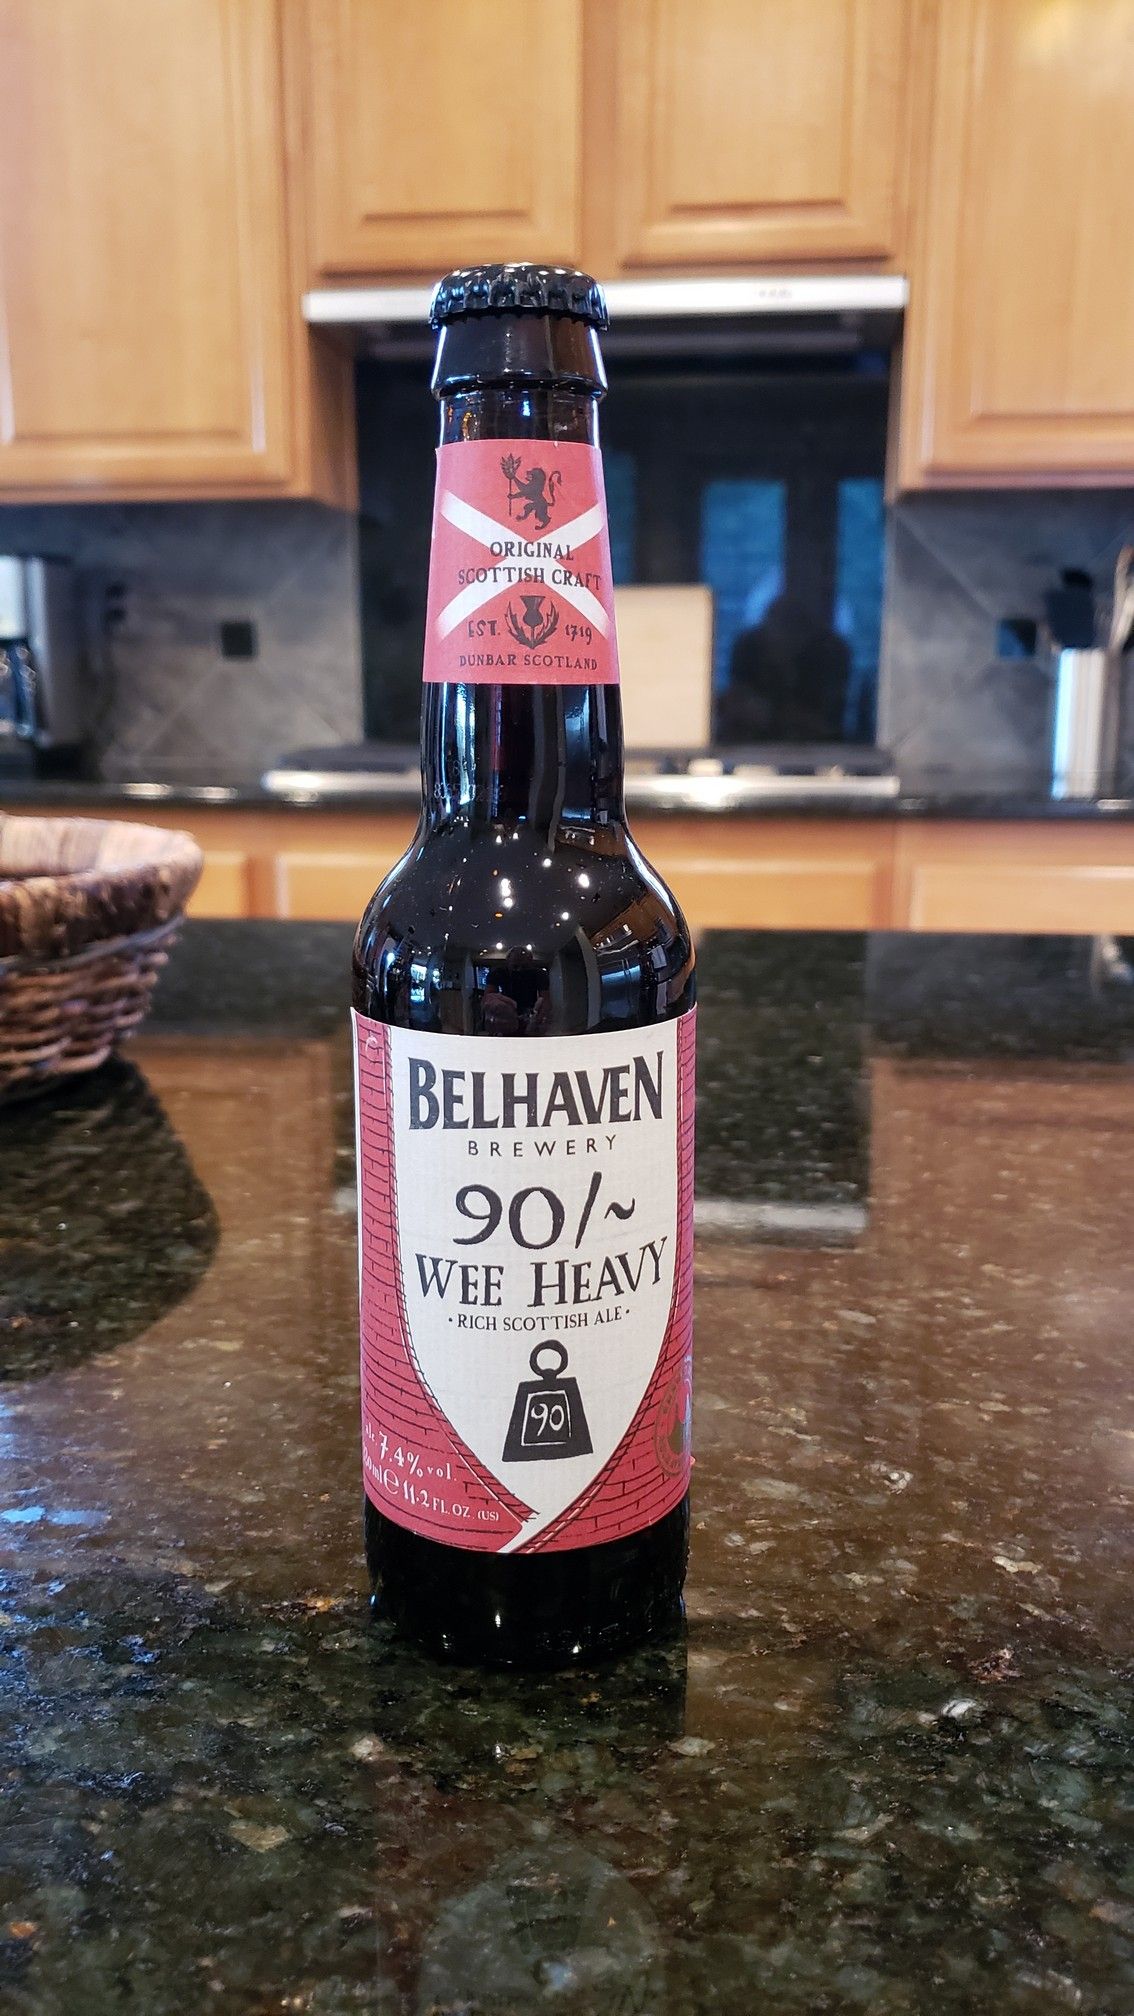 ORIGINAL
SCOTTISH CRAFT
EST. 1719
DUNBAR SCOTLAND
BELHAVEN
BREWERY
90/~
WEE HEAVY
• RICH SCOTTISH ALE •
90
7.4% vol.
℮ 11.2 FL. OZ. (US)